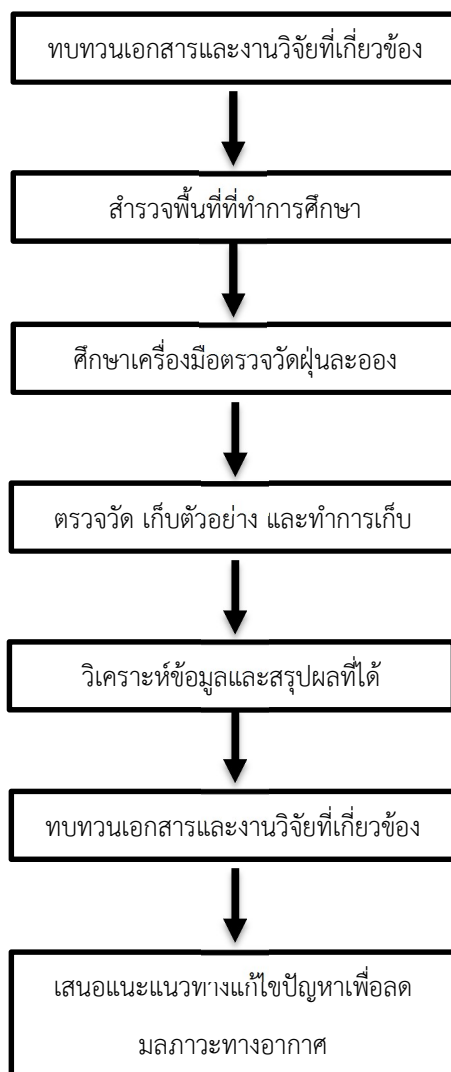 ทบทวนเอกสารและงานวิจัยที่เกี่ยวข้อง
สำรวจพื้นที่ที่ทำการศึกษา
ศึกษาเครื่องมือตรวจวัดฝุ่นละออง
ตรวจวัด เก็บตัวอย่าง และทำการเก็บ
วิเคราะห์ข้อมูลและสรุปผลที่ได้
ทบทวนเอกสารและงานวิจัยที่เกี่ยวข้อง
เสนอแนะแนวทางแก้ไขปัญหาเพื่อลด
มลภาวะทางอากาศ